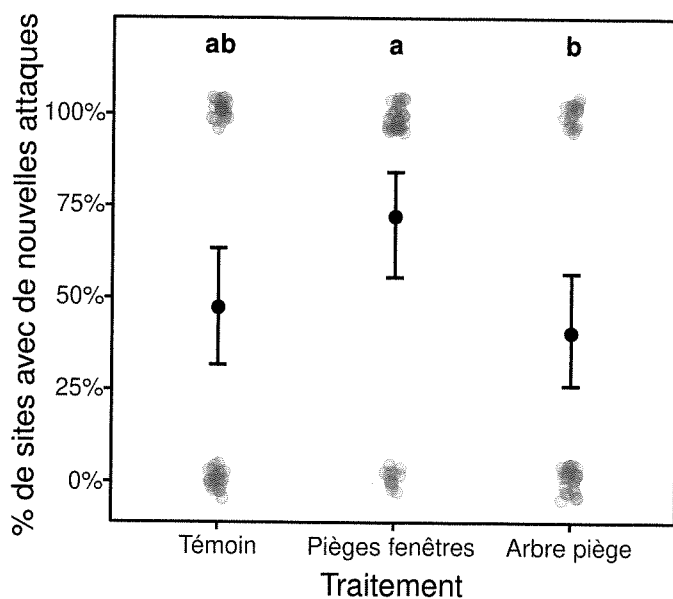 ab a b
% de sites avec de nouvelles attaques
100%
75%
50%
25%
0%
Témoin Pièges fenêtres Arbre piège
Traitement